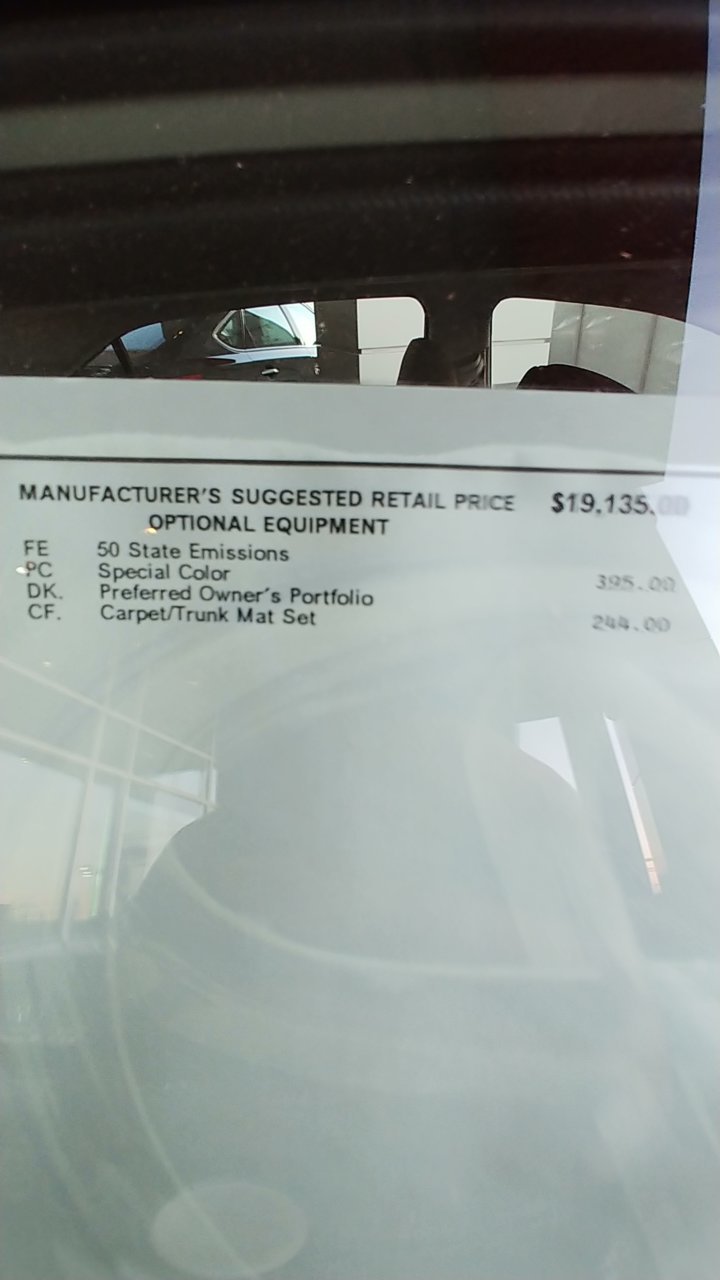 MANUFACTURER'S SUGGESTED RETAIL PRICE $19,135.00
OPTIONAL EQUIPMENT
FE 50 State Emissions
PC Special Color 395.00
DK. Preferred Owner's Portfolio
CF. Carpet/Trunk Mat Set 244.00